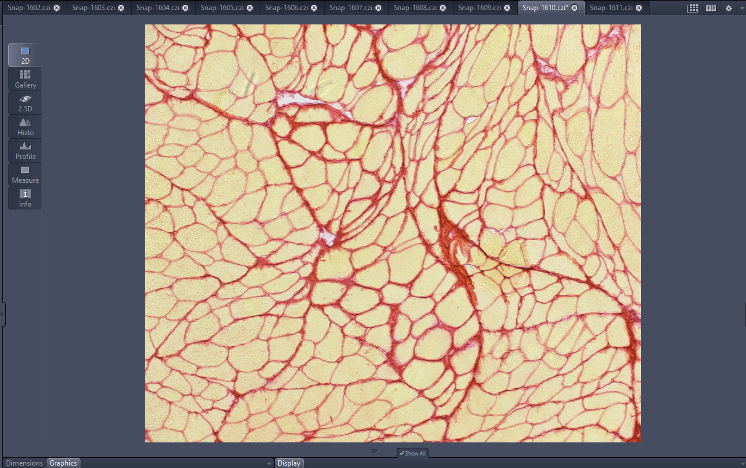 Snap-1602.czi Snap-1603.czi Snap-1604.czi Snap-1605.czi Snap-1606.czi Snap-1607.czi Snap-1608.czi Snap-1609.czi Snap-1610.czi* Snap-1611.czi
2D
Gallery
2.5D
Histo
Profile
Measure
Info
Show All
Dimensions Graphics Display